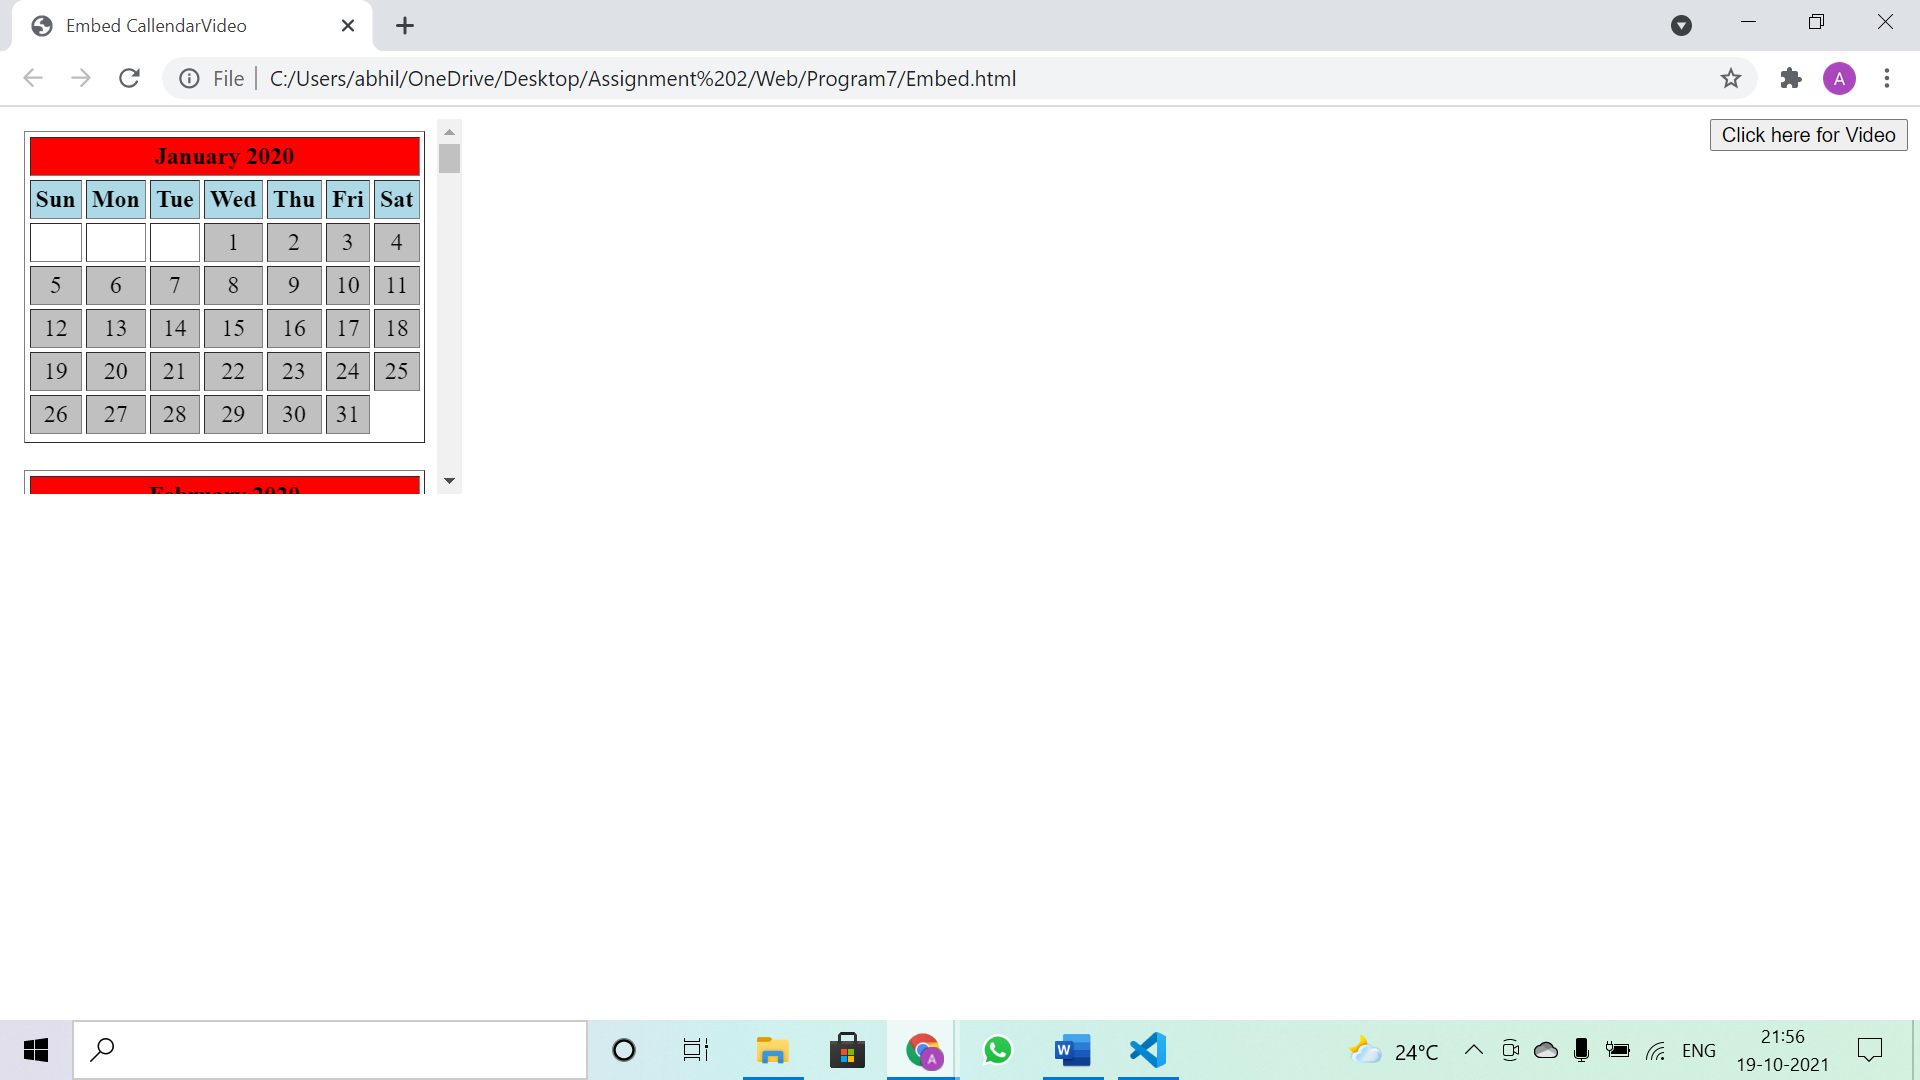 Embed CallendarVideo
File
C:/Users/abhil/OneDrive/Desktop/Assignment%202/Web/Program7/Embed.html
A
Click here for Video
January 2020
Sun Mon Tue Wed Thu Fri Sat
1 2 3 4
5 6 7 8 9 10 11
12 13 14 15 16 17 18
19 20 21 22 23 24 25
26 27 28 29 30 31
February 2020
A
W
24°C
ENG
21:56
19-10-2021